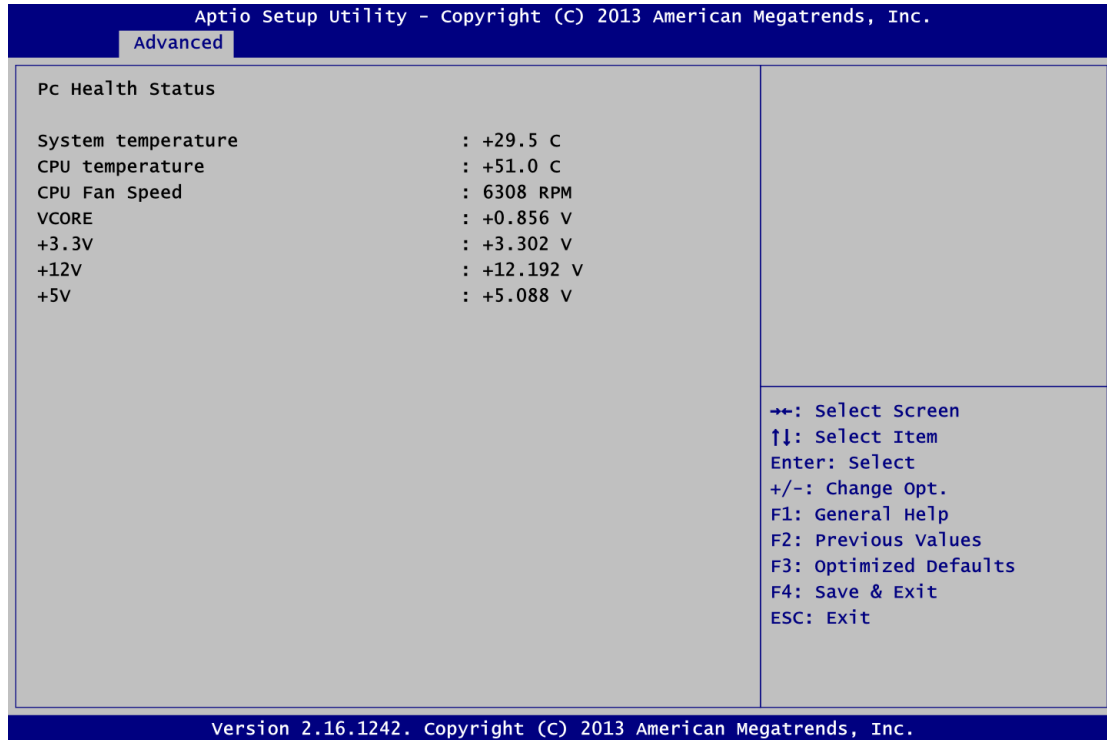 Aptio Setup Utility - Copyright (C) 2013 American Megatrends, Inc.
Advanced
Pc Health Status
System temperature : +29.5 C
CPU temperature : +51.0 C
CPU Fan Speed : 6308 RPM
VCORE : +0.856 V
+3.3V : +3.302 V
+12V : +12.192 V
+5V : +5.088 V
→←: Select Screen
↑↓: Select Item
Enter: Select
+/-: Change Opt.
F1: General Help
F2: Previous Values
F3: Optimized Defaults
F4: Save & Exit
ESC: Exit
Version 2.16.1242. Copyright (C) 2013 American Megatrends, Inc.